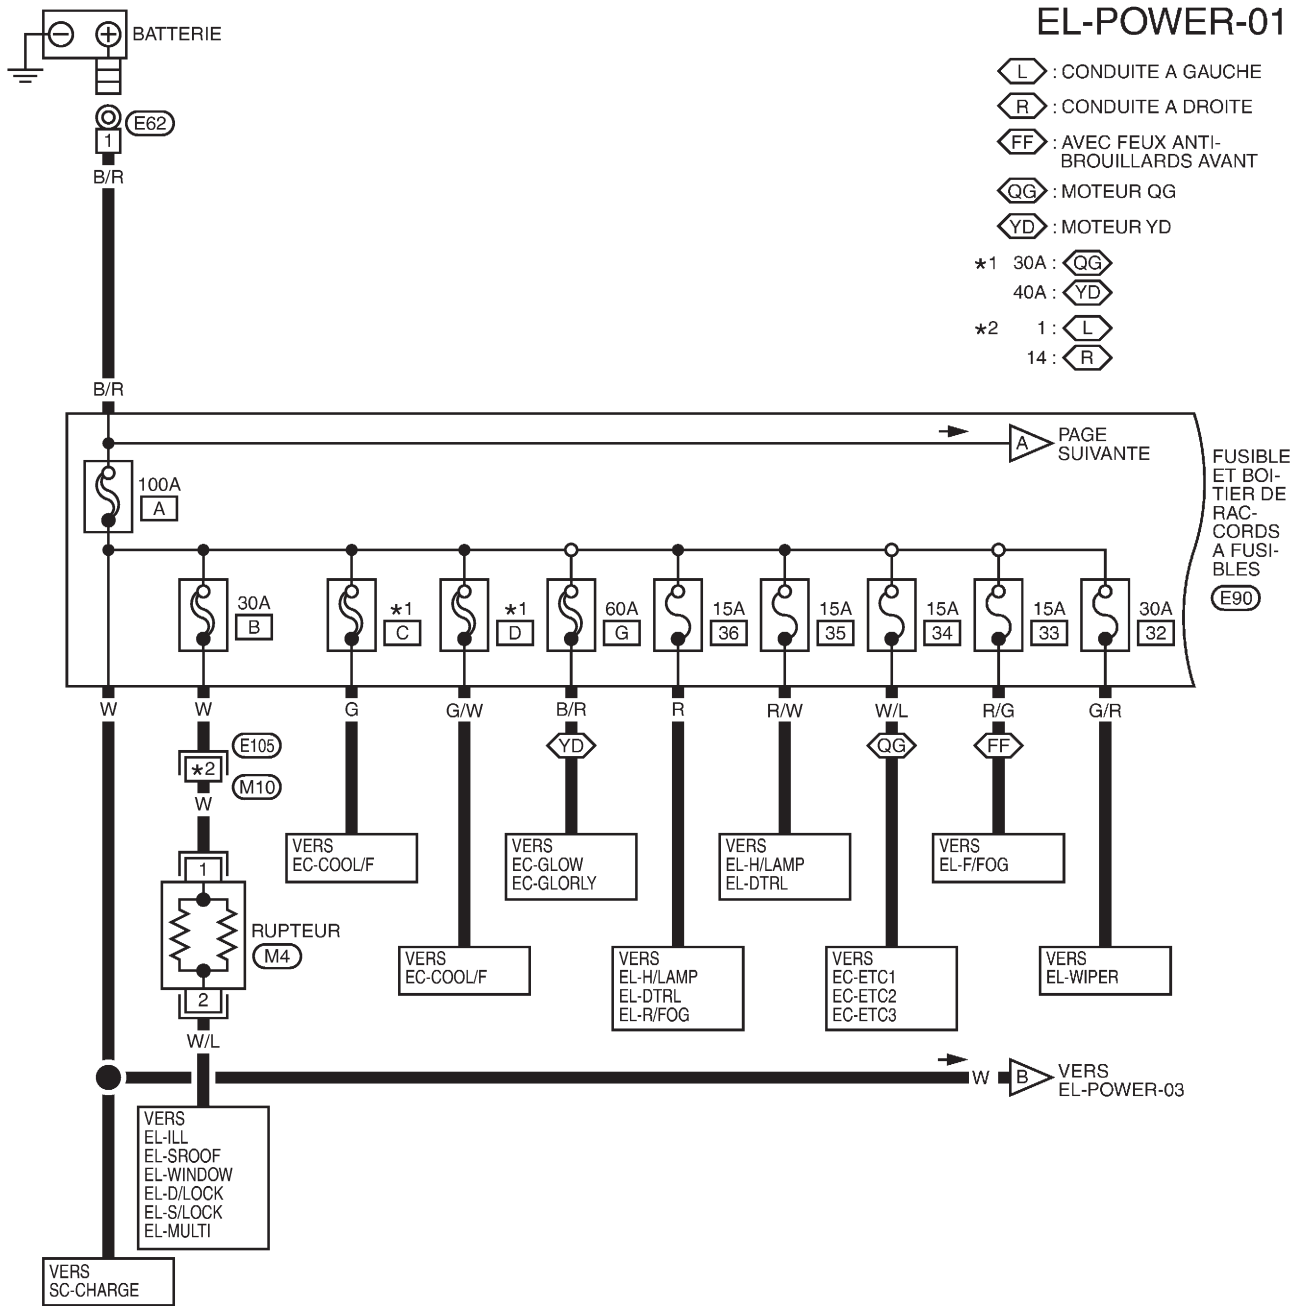 EL-POWER-01
BATTERIE
E62
1
B/R
L : CONDUITE A GAUCHE
R : CONDUITE A DROITE
FF : AVEC FEUX ANTI-
BROUILLARDS AVANT
QG : MOTEUR QG
YD : MOTEUR YD
*1 30A : QG
40A : YD
*2 1 : L
14 : R
B/R
A
PAGE
SUIVANTE
FUSIBLE
ET BOI-
TIER DE
RAC-
CORDS
A FUSI-
BLES
E90
100A
A
30A
B
*1
C
*1
D
60A
G
15A
36
15A
35
15A
34
15A
33
30A
32
W
W
G
G/W
B/R
R
R/W
W/L
R/G
G/R
E105
*2
M10
W
YD
QG
FF
VERS
EC-COOL/F
VERS
EC-GLOW
EC-GLORLY
VERS
EL-H/LAMP
EL-DTRL
VERS
EL-F/FOG
1
RUPTEUR
M4
2
W/L
VERS
EC-COOL/F
VERS
EL-H/LAMP
EL-DTRL
EL-R/FOG
VERS
EC-ETC1
EC-ETC2
EC-ETC3
VERS
EL-WIPER
W
B
VERS
EL-POWER-03
VERS
EL-ILL
EL-SROOF
EL-WINDOW
EL-D/LOCK
EL-S/LOCK
EL-MULTI
VERS
SC-CHARGE